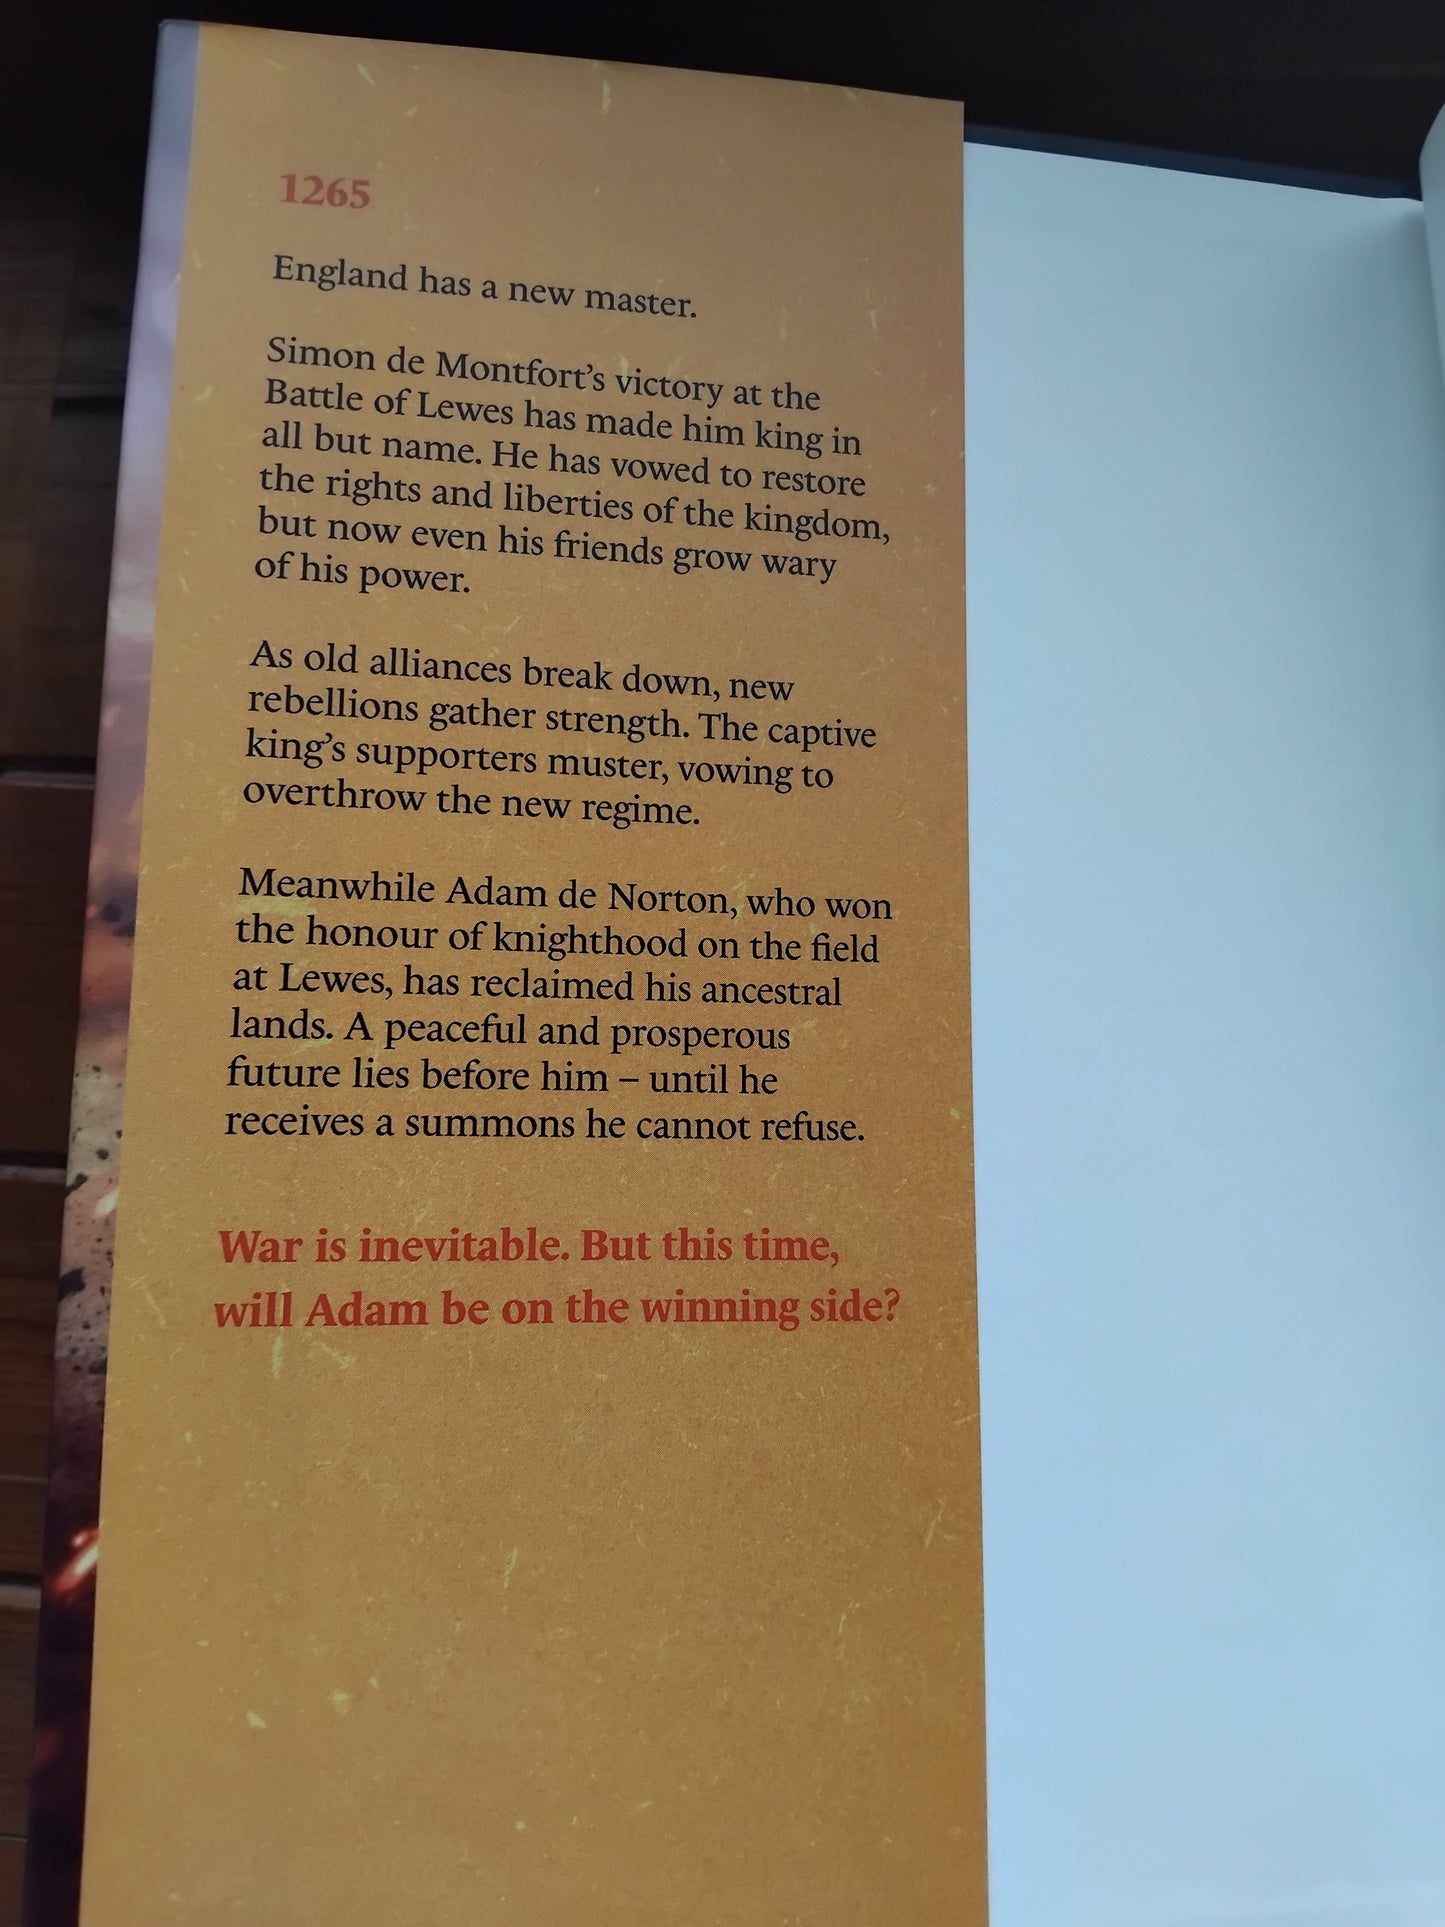 1265
England has a new master.
Simon de Montfort’s victory at the
Battle of Lewes has made him king in
all but name. He has vowed to restore
the rights and liberties of the kingdom,
but now even his friends grow wary
of his power.
As old alliances break down, new
rebellions gather strength. The captive
king’s supporters muster, vowing to
overthrow the new regime.
Meanwhile Adam de Norton, who won
the honour of knighthood on the field
at Lewes, has reclaimed his ancestral
lands. A peaceful and prosperous
future lies before him – until he
receives a summons he cannot refuse.
War is inevitable. But this time,
will Adam be on the winning side?